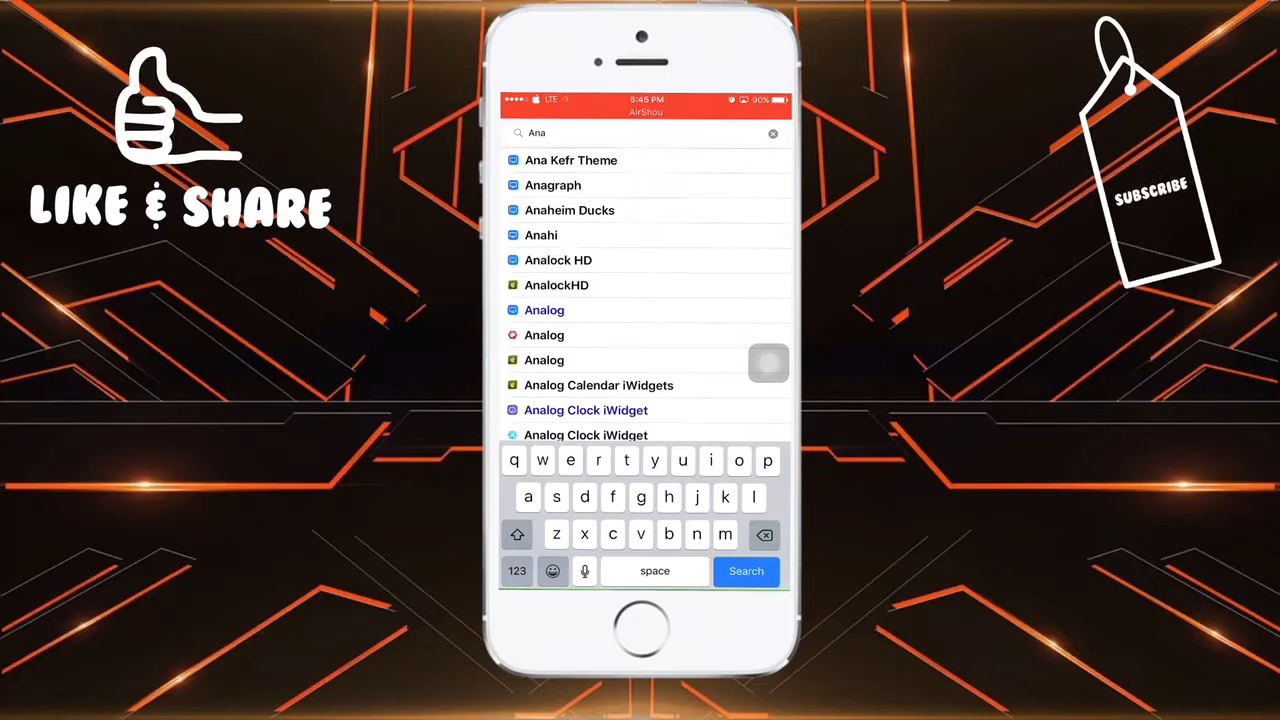 LIKE & SHARE
SUBSCRIBE
LTE 5:45 PM 90%
AirShou
Ana
Ana Kefr Theme
Anagraph
Anaheim Ducks
Anahi
Analock HD
AnalockHD
Analog
Analog
Analog
Analog Calendar iWidgets
Analog Clock iWidget
Analog Clock iWidget
q w e r t y u i o p
a s d f g h j k l
z x c v b n m
123 space Search